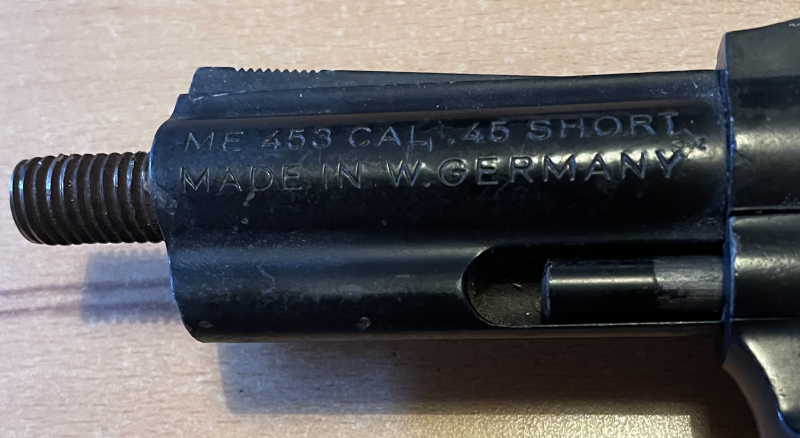 ME 453 CAL. .45 SHORT
MADE IN W.GERMANY